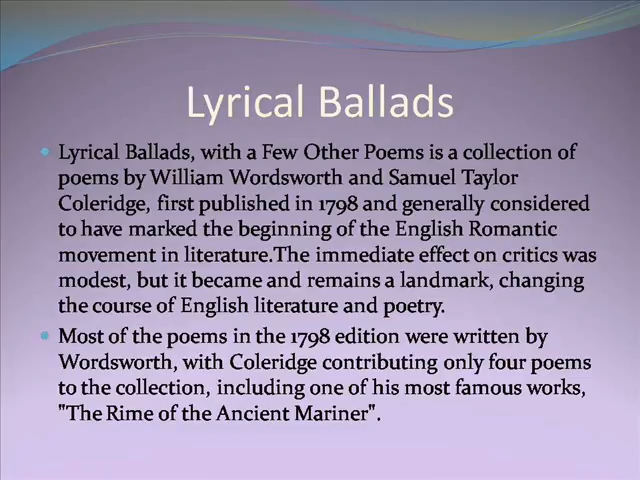 Lyrical Ballads
Lyrical Ballads, with a Few Other Poems is a collection of
poems by William Wordsworth and Samuel Taylor
Coleridge, first published in 1798 and generally considered
to have marked the beginning of the English Romantic
movement in literature.The immediate effect on critics was
modest, but it became and remains a landmark, changing
the course of English literature and poetry.
Most of the poems in the 1798 edition were written by
Wordsworth, with Coleridge contributing only four poems
to the collection, including one of his most famous works,
"The Rime of the Ancient Mariner".